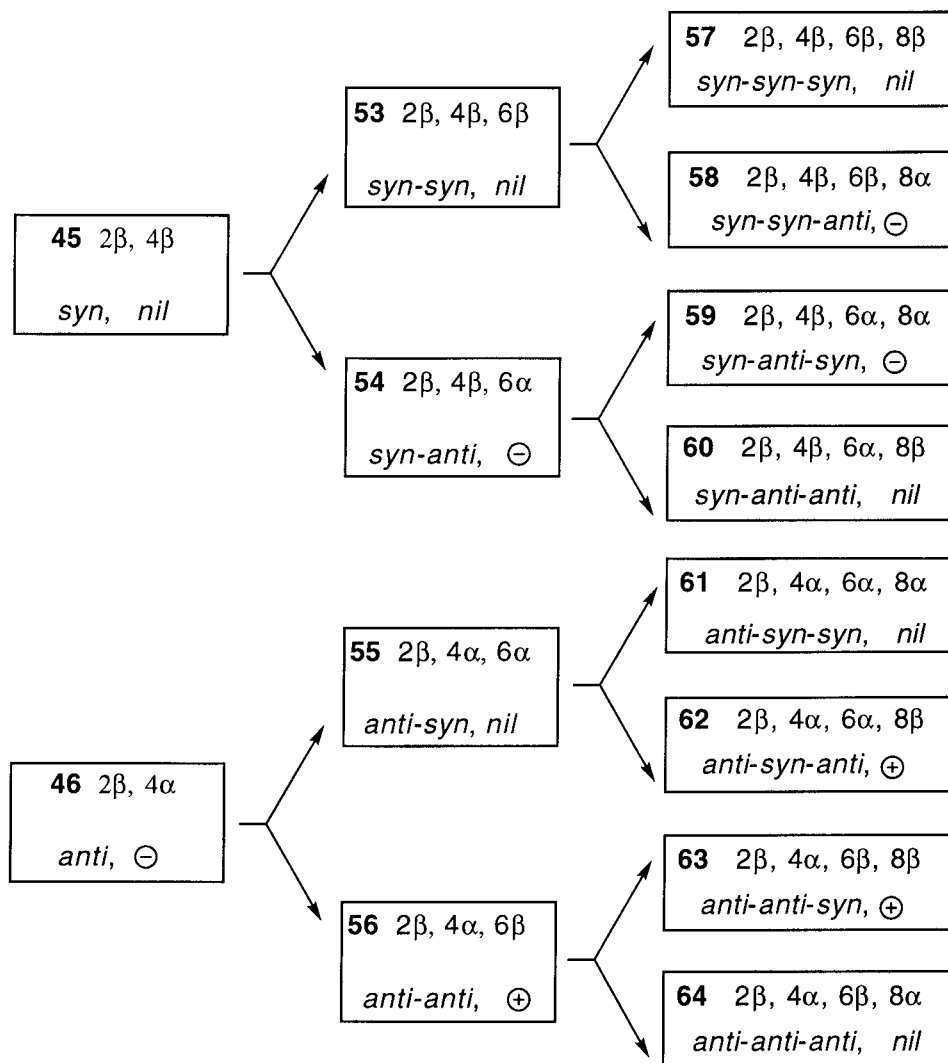 45 2β, 4β
syn, nil
46 2β, 4α
anti, ⊖
53 2β, 4β, 6β
syn-syn, nil
54 2β, 4β, 6α
syn-anti, ⊖
55 2β, 4α, 6α
anti-syn, nil
56 2β, 4α, 6β
anti-anti, ⊕
57 2β, 4β, 6β, 8β
syn-syn-syn, nil
58 2β, 4β, 6β, 8α
syn-syn-anti, ⊖
59 2β, 4β, 6α, 8α
syn-anti-syn, ⊖
60 2β, 4β, 6α, 8β
syn-anti-anti, nil
61 2β, 4α, 6α, 8α
anti-syn-syn, nil
62 2β, 4α, 6α, 8β
anti-syn-anti, ⊕
63 2β, 4α, 6β, 8β
anti-anti-syn, ⊕
64 2β, 4α, 6β, 8α
anti-anti-anti, nil